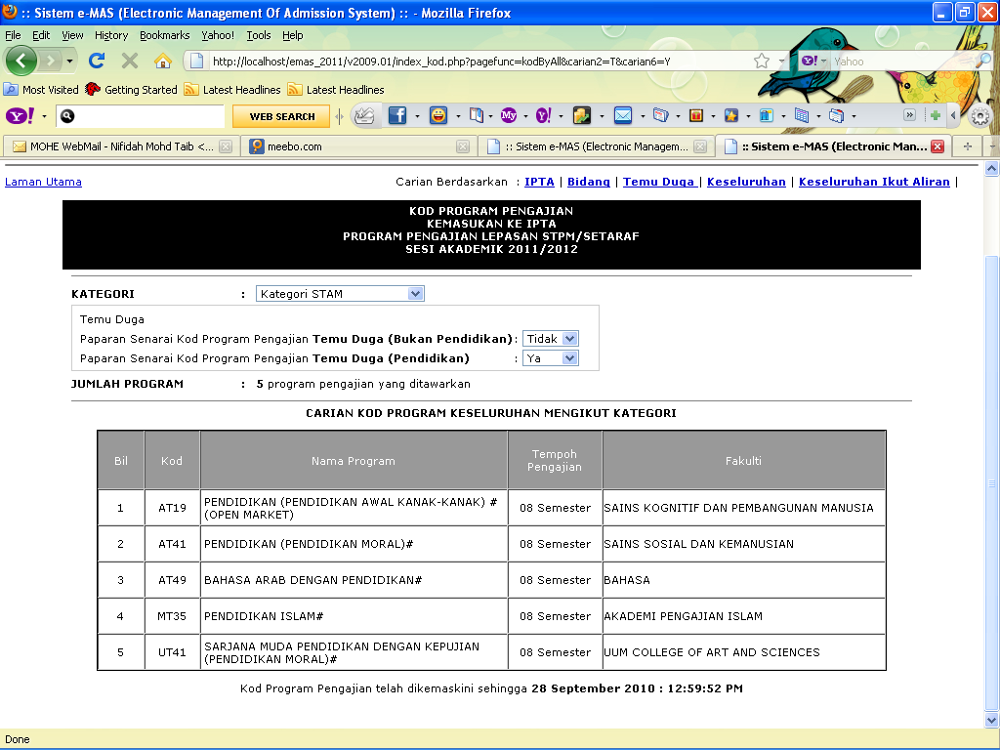 :: Sistem e-MAS (Electronic Management Of Admission System) :: - Mozilla Firefox
File Edit View History Bookmarks Yahoo! Tools Help
http://localhost/emas_2011/v2009.01/index_kod.php?pagefunc=kodByAll&carian2=T&carian6=Y
Yahoo
Most Visited Getting Started Latest Headlines Latest Headlines
Y! WEB SEARCH
MOHE WebMail - Nifidah Mohd Taib <... meebo.com :: Sistem e-MAS (Electronic Managem... :: Sistem e-MAS (Electronic Man...
Laman Utama Carian Berdasarkan : IPTA | Bidang | Temu Duga | Keseluruhan | Keseluruhan Ikut Aliran |
KOD PROGRAM PENGAJIAN
KEMASUKAN KE IPTA
PROGRAM PENGAJIAN LEPASAN STPM/SETARAF
SESI AKADEMIK 2011/2012
KATEGORI : Kategori STAM
Temu Duga
Paparan Senarai Kod Program Pengajian Temu Duga (Bukan Pendidikan) : Tidak
Paparan Senarai Kod Program Pengajian Temu Duga (Pendidikan) : Ya
JUMLAH PROGRAM : 5 program pengajian yang ditawarkan
CARIAN KOD PROGRAM KESELURUHAN MENGIKUT KATEGORI
Bil Kod Nama Program Tempoh Pengajian Fakulti
1 AT19 PENDIDIKAN (PENDIDIKAN AWAL KANAK-KANAK) # (OPEN MARKET) 08 Semester SAINS KOGNITIF DAN PEMBANGUNAN MANUSIA
2 AT41 PENDIDIKAN (PENDIDIKAN MORAL)# 08 Semester SAINS SOSIAL DAN KEMANUSIAN
3 AT49 BAHASA ARAB DENGAN PENDIDIKAN# 08 Semester BAHASA
4 MT35 PENDIDIKAN ISLAM# 08 Semester AKADEMI PENGAJIAN ISLAM
5 UT41 SARJANA MUDA PENDIDIKAN DENGAN KEPUJIAN (PENDIDIKAN MORAL)# 08 Semester UUM COLLEGE OF ART AND SCIENCES
Kod Program Pengajian telah dikemaskini sehingga 28 September 2010 : 12:59:52 PM
Done